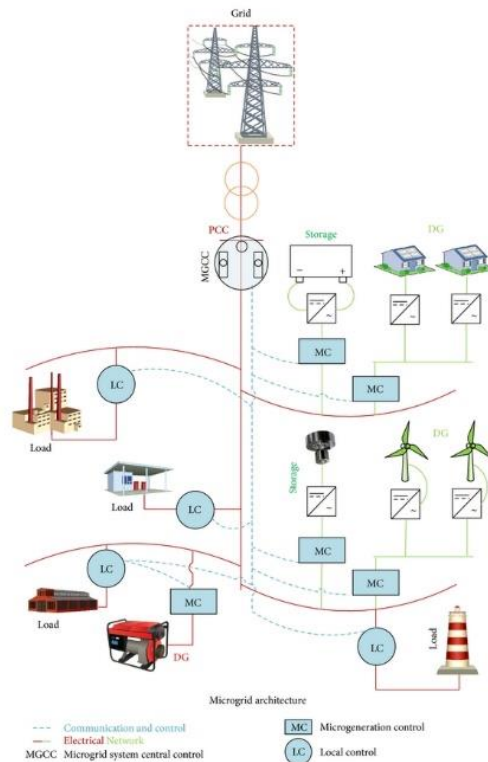 Grid
PCC
MGCC
Storage
DG
− +
MC
MC
LC
Load
Storage
DG
Load
LC
MC
MC
LC
Load
MC
DG
LC
Load
Microgrid architecture
Communication and control
Electrical Network
MGCC Microgrid system central control
MC Microgeneration control
LC Local control